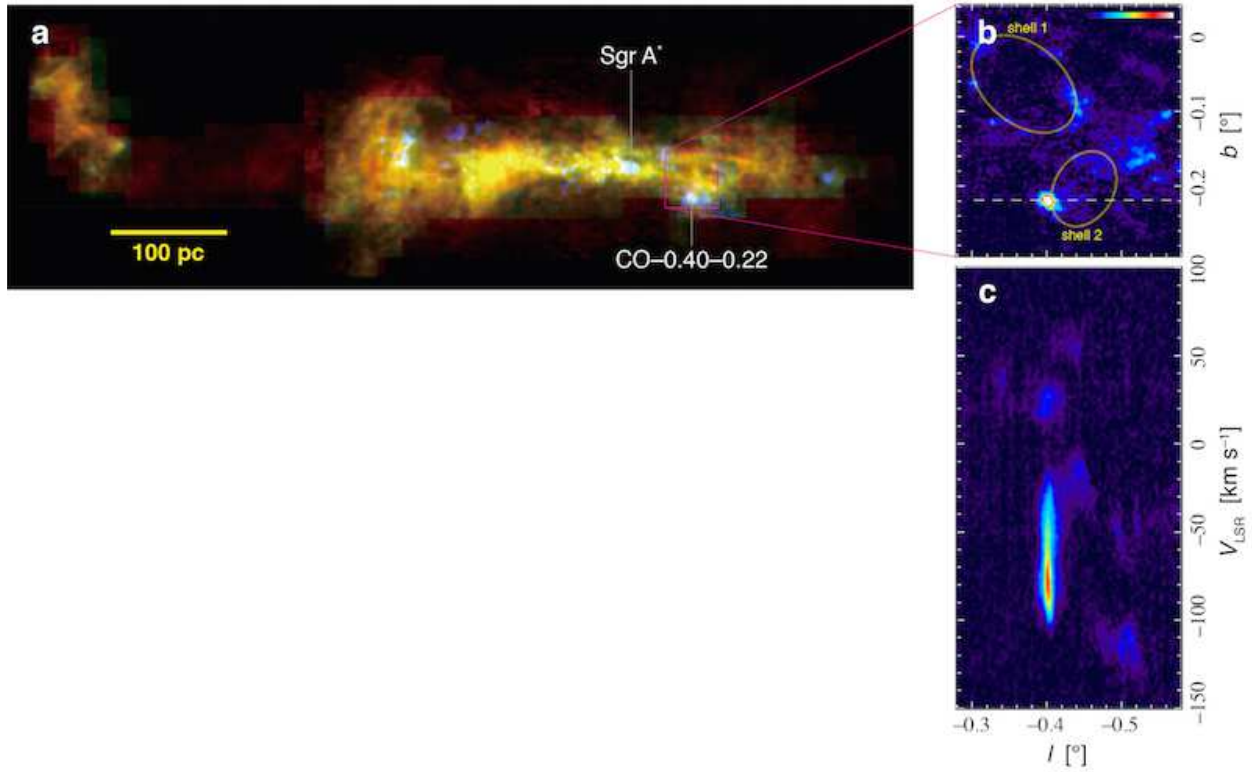 a
Sgr A*
100 pc
CO–0.40–0.22
b
shell 1
shell 2
0
−0.1
−0.2
b [°]
c
100
50
0
−50
−100
−150
V_LSR [km s⁻¹]
−0.3
−0.4
−0.5
l [°]